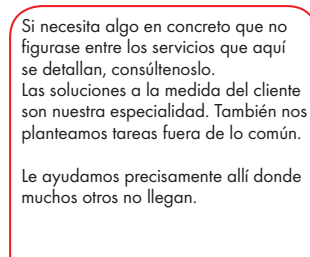 Si necesita algo en concreto que no
figurase entre los servicios que aquí
se detallan, consúltenoslo.
Las soluciones a la medida del cliente
son nuestra especialidad. También nos
planteamos tareas fuera de lo común.
Le ayudamos precisamente allí donde
muchos otros no llegan.